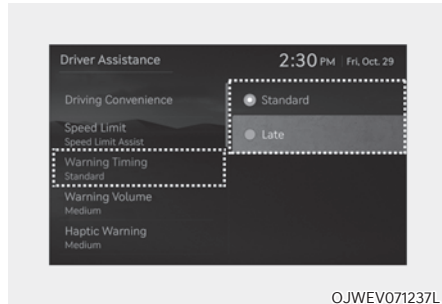 Driver Assistance
2:30 PM Fri, Oct. 29
Driving Convenience
Standard
Speed Limit
Speed Limit Assist
Late
Warning Timing
Standard
Warning Volume
Medium
Haptic Warning
Medium
OJWEV071237L